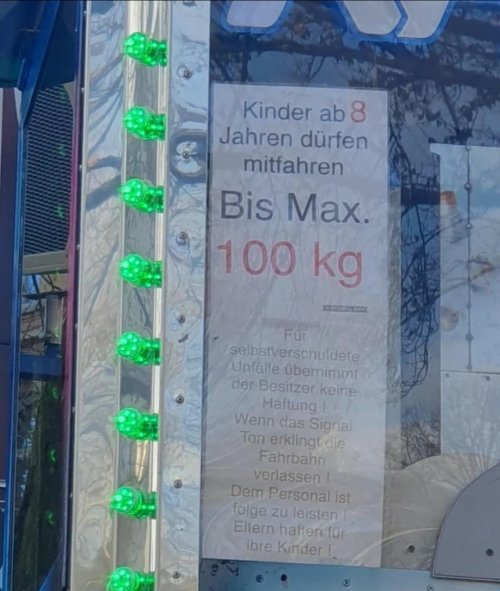 Kinder ab 8
Jahren dürfen
mitfahren
Bis Max.
100 kg
Für
selbstverschuldete
Unfälle übernimmt
der Besitzer keine
Haftung !
Wenn das Signal
Ton erklingt die
Fahrbahn
verlassen !
Dem Personal ist
folge zu leisten !
Eltern haften für
ihre Kinder !